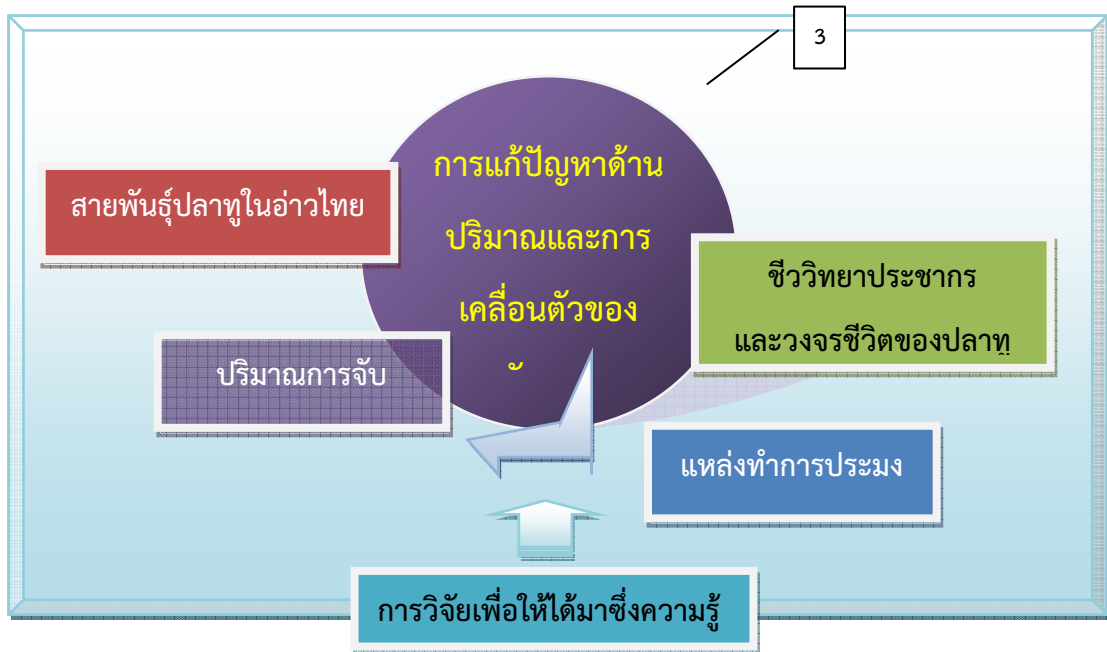 3
การแก้ปัญหาด้าน
ปริมาณและการ
เคลื่อนตัวของ
สายพันธุ์ปลาทูในอ่าวไทย
ชีววิทยาประชากร
และวงจรชีวิตของปลาทู
ปริมาณการจับ
แหล่งทำการประมง
การวิจัยเพื่อให้ได้มาซึ่งความรู้